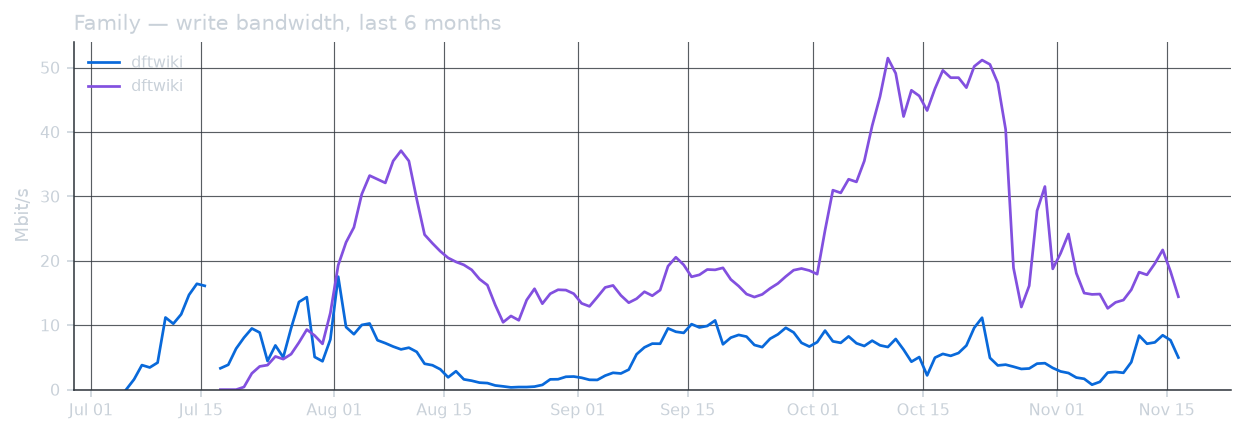 Family — write bandwidth, last 6 months
dftwiki
dftwiki
Mbit/s
50
40
30
20
10
0
Jul 01 Jul 15 Aug 01 Aug 15 Sep 01 Sep 15 Oct 01 Oct 15 Nov 01 Nov 15